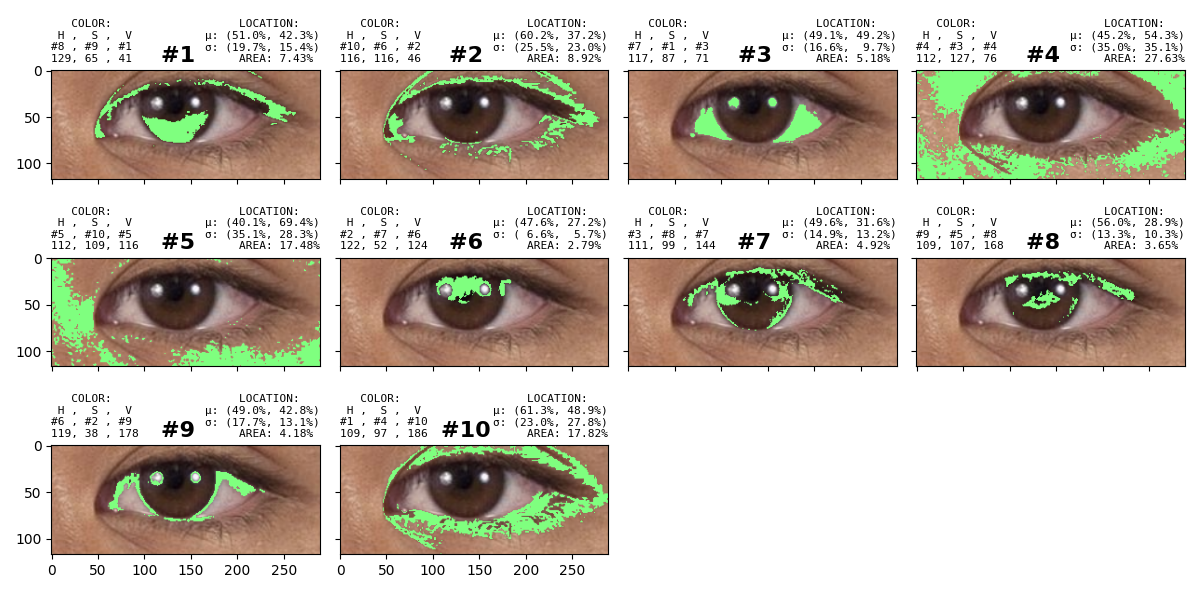 COLOR: LOCATION:
H , S , V μ: (51.0%, 42.3%)
#8 , #9 , #1 #1 σ: (19.7%, 15.4%)
129, 65 , 41 AREA: 7.43%
COLOR: LOCATION:
H , S , V μ: (60.2%, 37.2%)
#10, #6 , #2 #2 σ: (25.5%, 23.0%)
116, 116, 46 AREA: 8.92%
COLOR: LOCATION:
H , S , V μ: (49.1%, 49.2%)
#7 , #1 , #3 #3 σ: (16.6%, 9.7%)
117, 87 , 71 AREA: 5.18%
COLOR: LOCATION:
H , S , V μ: (45.2%, 54.3%)
#4 , #3 , #4 #4 σ: (35.0%, 35.1%)
112, 127, 76 AREA: 27.63%
0
50
100
COLOR: LOCATION:
H , S , V μ: (40.1%, 69.4%)
#5 , #10, #5 #5 σ: (35.1%, 28.3%)
112, 109, 116 AREA: 17.48%
COLOR: LOCATION:
H , S , V μ: (47.6%, 27.2%)
#2 , #7 , #6 #6 σ: ( 6.6%, 5.7%)
122, 52 , 124 AREA: 2.79%
COLOR: LOCATION:
H , S , V μ: (49.6%, 31.6%)
#3 , #8 , #7 #7 σ: (14.9%, 13.2%)
111, 99 , 144 AREA: 4.92%
COLOR: LOCATION:
H , S , V μ: (56.0%, 28.9%)
#9 , #5 , #8 #8 σ: (13.3%, 10.3%)
109, 107, 168 AREA: 3.65%
0
50
100
COLOR: LOCATION:
H , S , V μ: (49.0%, 42.8%)
#6 , #2 , #9 #9 σ: (17.7%, 13.1%)
119, 38 , 178 AREA: 4.18%
COLOR: LOCATION:
H , S , V μ: (61.3%, 48.9%)
#1 , #4 , #10 #10 σ: (23.0%, 27.8%)
109, 97 , 186 AREA: 17.82%
0
50
100
0 50 100 150 200 250
0 50 100 150 200 250